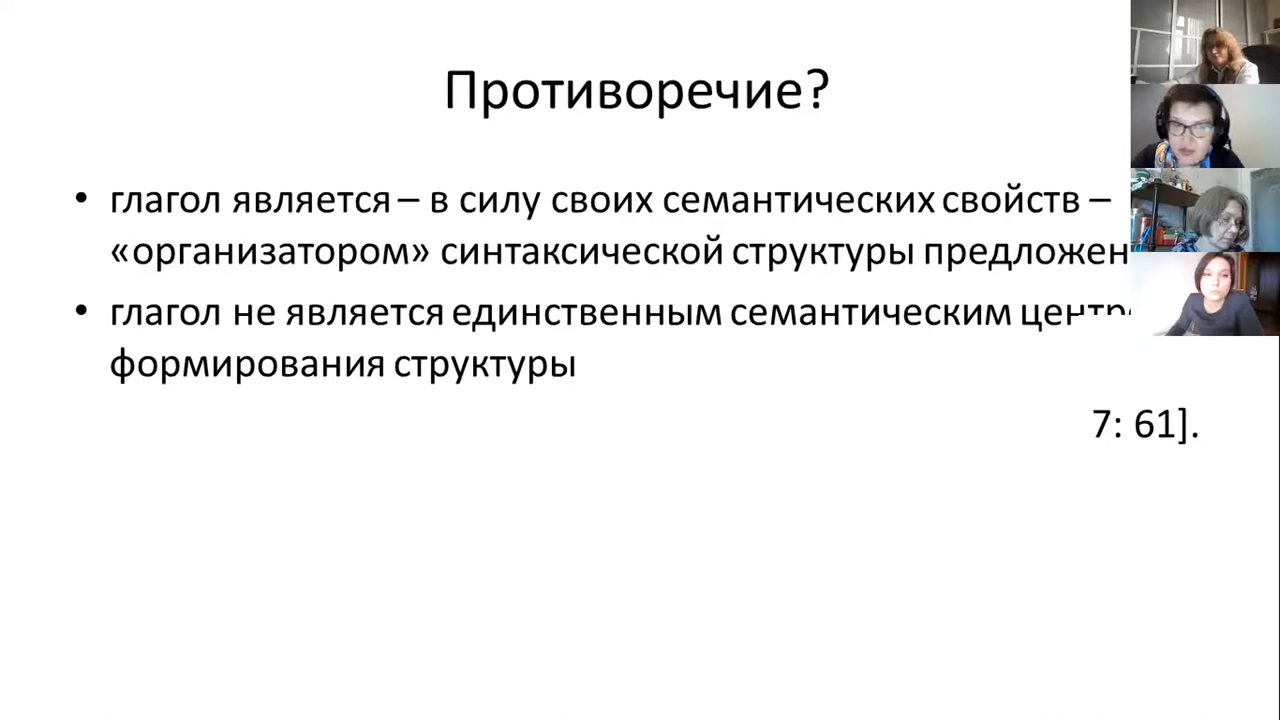 Противоречие?
• глагол является – в силу своих семантических свойств –
«организатором» синтаксической структуры предложен
• глагол не является единственным семантическим центр
формирования структуры
7: 61].